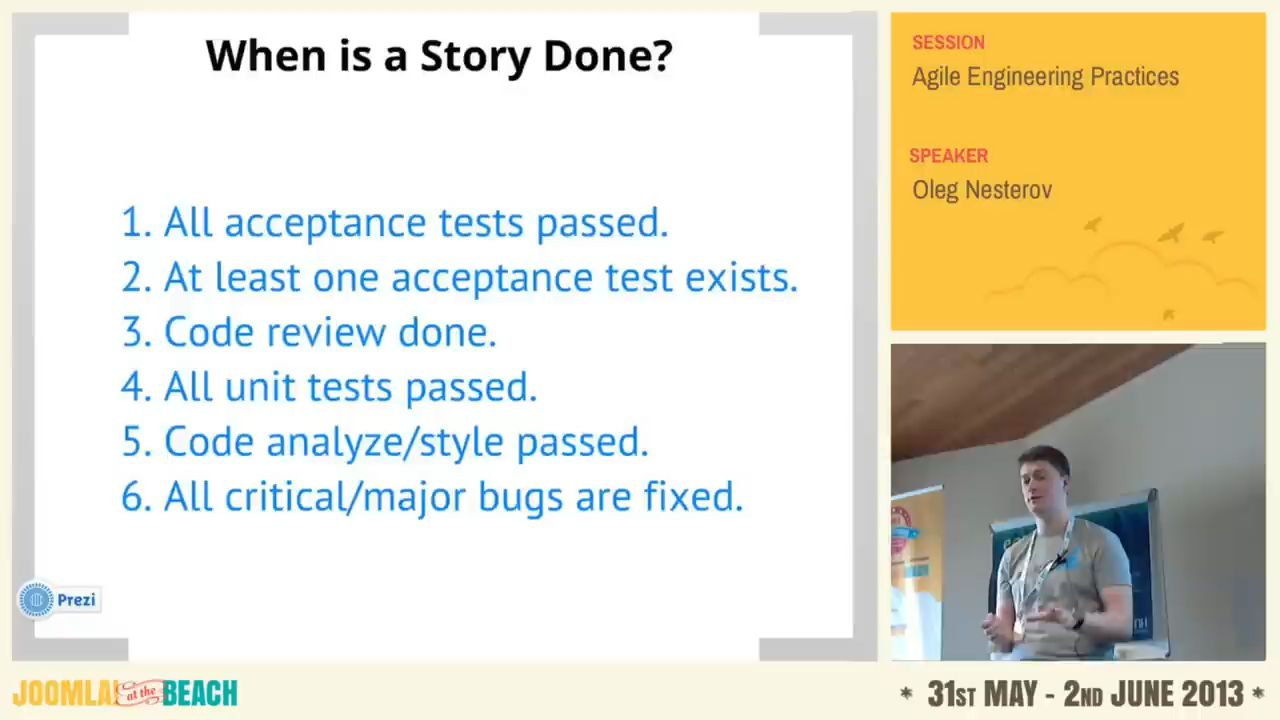 When is a Story Done?
1. All acceptance tests passed.
2. At least one acceptance test exists.
3. Code review done.
4. All unit tests passed.
5. Code analyze/style passed.
6. All critical/major bugs are fixed.
Prezi
SESSION
Agile Engineering Practices
SPEAKER
Oleg Nesterov
JOOMLA! at the BEACH
* 31ST MAY - 2ND JUNE 2013 *